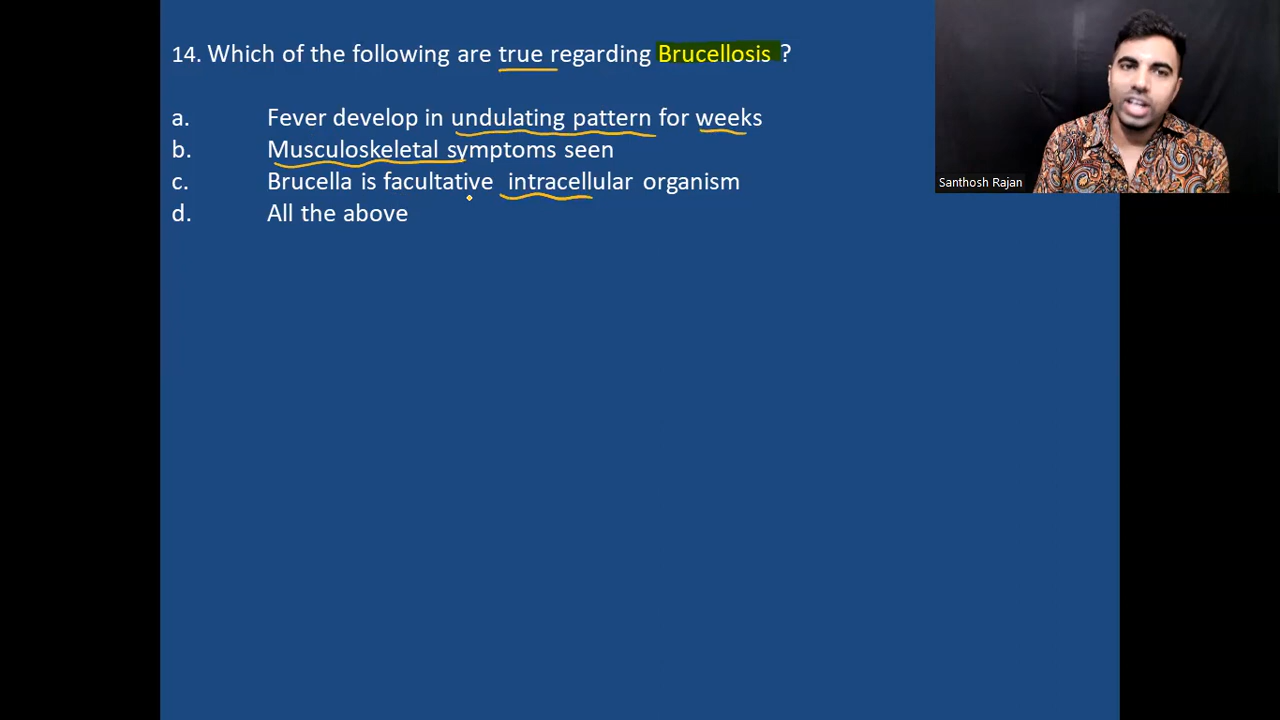 14. Which of the following are true regarding Brucellosis ?
a. Fever develop in undulating pattern for weeks
b. Musculoskeletal symptoms seen
c. Brucella is facultative intracellular organism
d. All the above
Santhosh Rajan